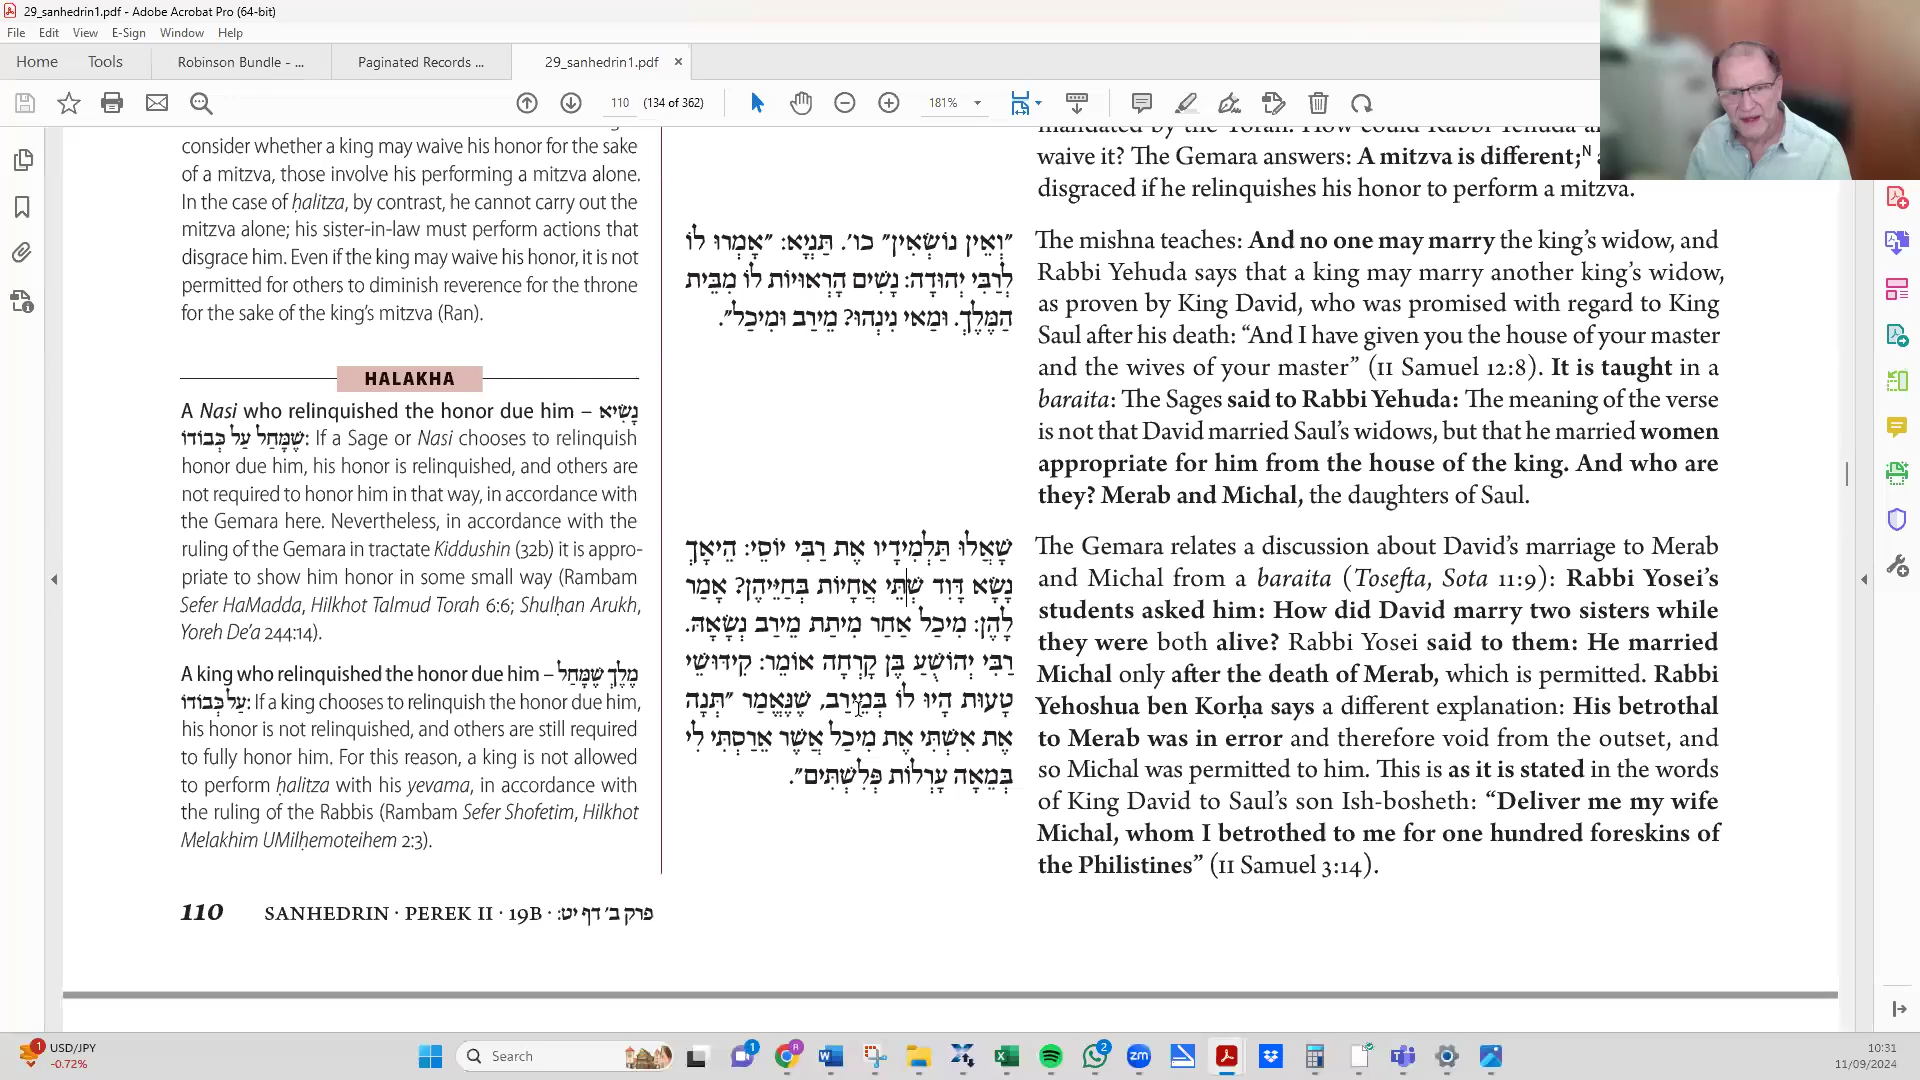 29_sanhedrin1.pdf - Adobe Acrobat Pro (64-bit)
File Edit View E-Sign Window Help
Home Tools Robinson Bundle - ... Paginated Records ... 29_sanhedrin1.pdf ×
110 (134 of 362) 181%
consider whether a king may waive his honor for the sake
of a mitzva, those involve his performing a mitzva alone.
In the case of ḥalitza, by contrast, he cannot carry out the
mitzva alone; his sister-in-law must perform actions that
disgrace him. Even if the king may waive his honor, it is not
permitted for others to diminish reverence for the throne
for the sake of the king's mitzva (Ran).
HALAKHA
A Nasi who relinquished the honor due him – נָשִׂיא
שֶׁמָּחַל עַל כְּבוֹדוֹ: If a Sage or Nasi chooses to relinquish
honor due him, his honor is relinquished, and others are
not required to honor him in that way, in accordance with
the Gemara here. Nevertheless, in accordance with the
ruling of the Gemara in tractate Kiddushin (32b) it is appro-
priate to show him honor in some small way (Rambam
Sefer HaMadda, Hilkhot Talmud Torah 6:6; Shulḥan Arukh,
Yoreh De'a 244:14).
A king who relinquished the honor due him – מֶלֶךְ שֶׁמָּחַל
עַל כְּבוֹדוֹ: If a king chooses to relinquish the honor due him,
his honor is not relinquished, and others are still required
to fully honor him. For this reason, a king is not allowed
to perform ḥalitza with his yevama, in accordance with
the ruling of the Rabbis (Rambam Sefer Shofetim, Hilkhot
Melakhim UMilḥemoteihem 2:3).
״וְאֵין נוֹשְׂאִין״ כו׳. תַּנְיָא: ״אָמְרוּ לוֹ
לְרַבִּי יְהוּדָה: נָשִׁים הָרְאוּיוֹת לוֹ מִבֵּית
הַמֶּלֶךְ. וּמַאי נִינְהוּ? מֵירַב וּמִיכַל״.
שָׁאֲלוּ תַּלְמִידָיו אֶת רַבִּי יוֹסֵי: הֵיאָךְ
נָשָׂא דָּוִד שְׁתֵּי אֲחָיוֹת בְּחַיֵּיהֶן? אָמַר
לָהֶן: מִיכַל אַחַר מִיתַת מֵירַב נְשָׂאָהּ.
רַבִּי יְהוֹשֻׁעַ בֶּן קָרְחָה אוֹמֵר: קִידּוּשֵׁי
טָעוּת הָיוּ לוֹ בְּמֵירַב, שֶׁנֶּאֱמַר ״תְּנָה
אֶת אִשְׁתִּי אֶת מִיכַל אֲשֶׁר אֵרַסְתִּי לִי
בְּמֵאָה עָרְלוֹת פְּלִשְׁתִּים״.
mandated by the Torah. How could Rabbi Yehuda
waive it? The Gemara answers: A mitzva is different;N
disgraced if he relinquishes his honor to perform a mitzva.
The mishna teaches: And no one may marry the king's widow, and
Rabbi Yehuda says that a king may marry another king's widow,
as proven by King David, who was promised with regard to King
Saul after his death: “And I have given you the house of your master
and the wives of your master” (II Samuel 12:8). It is taught in a
baraita: The Sages said to Rabbi Yehuda: The meaning of the verse
is not that David married Saul's widows, but that he married women
appropriate for him from the house of the king. And who are
they? Merab and Michal, the daughters of Saul.
The Gemara relates a discussion about David's marriage to Merab
and Michal from a baraita (Tosefta, Sota 11:9): Rabbi Yosei's
students asked him: How did David marry two sisters while
they were both alive? Rabbi Yosei said to them: He married
Michal only after the death of Merab, which is permitted. Rabbi
Yehoshua ben Korḥa says a different explanation: His betrothal
to Merab was in error and therefore void from the outset, and
so Michal was permitted to him. This is as it is stated in the words
of King David to Saul's son Ish-bosheth: “Deliver me my wife
Michal, whom I betrothed to me for one hundred foreskins of
the Philistines” (II Samuel 3:14).
110 SANHEDRIN · PEREK II · 19B · פרק ב׳ דף יט:
1 USD/JPY
-0.72%
Search
1
R
2
zm
10:31
11/09/2024